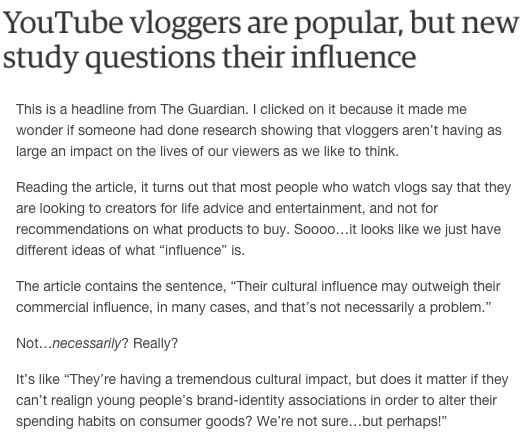 YouTube vloggers are popular, but new
study questions their influence
This is a headline from The Guardian. I clicked on it because it made me
wonder if someone had done research showing that vloggers aren’t having as
large an impact on the lives of our viewers as we like to think.
Reading the article, it turns out that most people who watch vlogs say that they
are looking to creators for life advice and entertainment, and not for
recommendations on what products to buy. Soooo…it looks like we just have
different ideas of what “influence” is.
The article contains the sentence, “Their cultural influence may outweigh their
commercial influence, in many cases, and that’s not necessarily a problem.”
Not…necessarily? Really?
It’s like “They’re having a tremendous cultural impact, but does it matter if they
can’t realign young people’s brand-identity associations in order to alter their
spending habits on consumer goods? We’re not sure…but perhaps!”